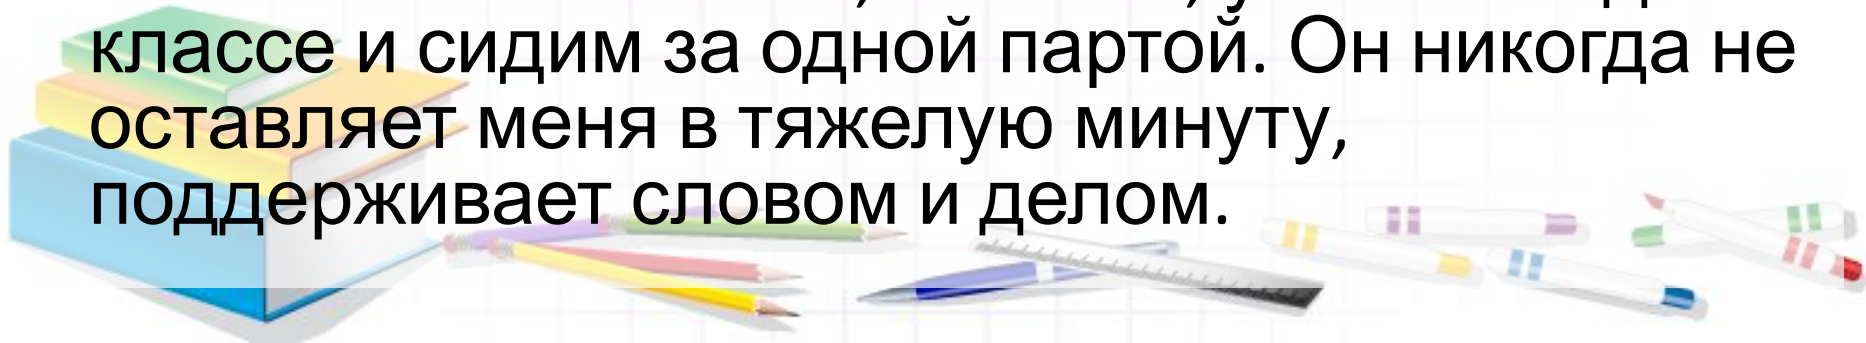 классе и сидим за одной партой. Он никогда не
оставляет меня в тяжелую минуту,
поддерживает словом и делом.